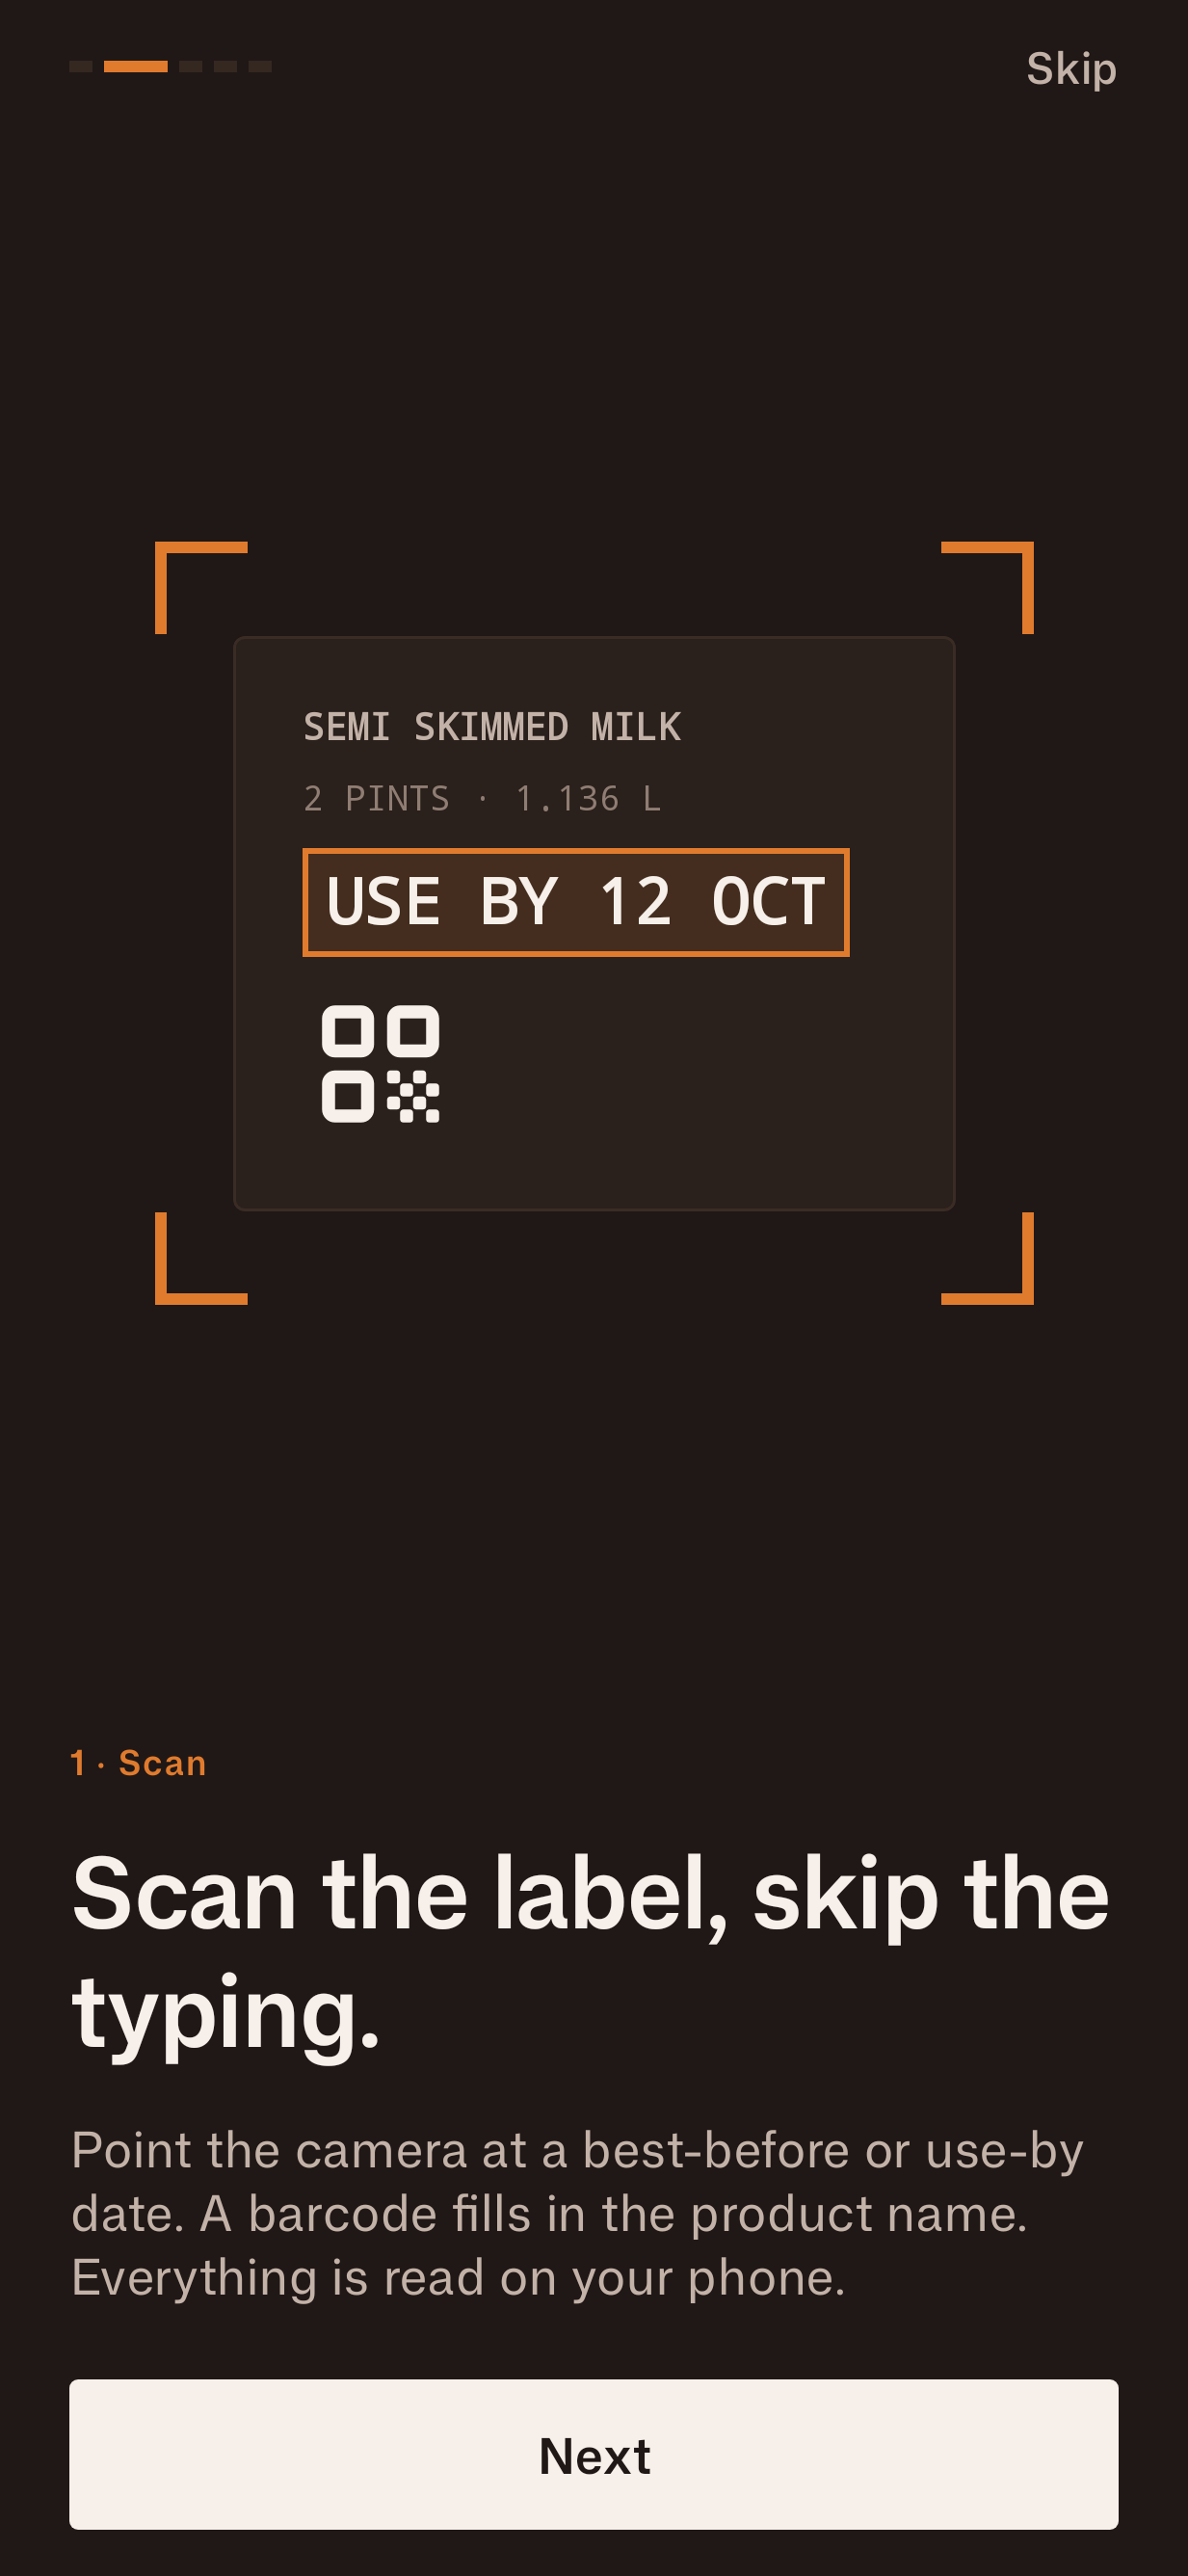 Skip
SEMI SKIMMED MILK
2 PINTS · 1.136 L
USE BY 12 OCT
1 · Scan
Scan the label, skip the
typing.
Point the camera at a best-before or use-by
date. A barcode fills in the product name.
Everything is read on your phone.
Next